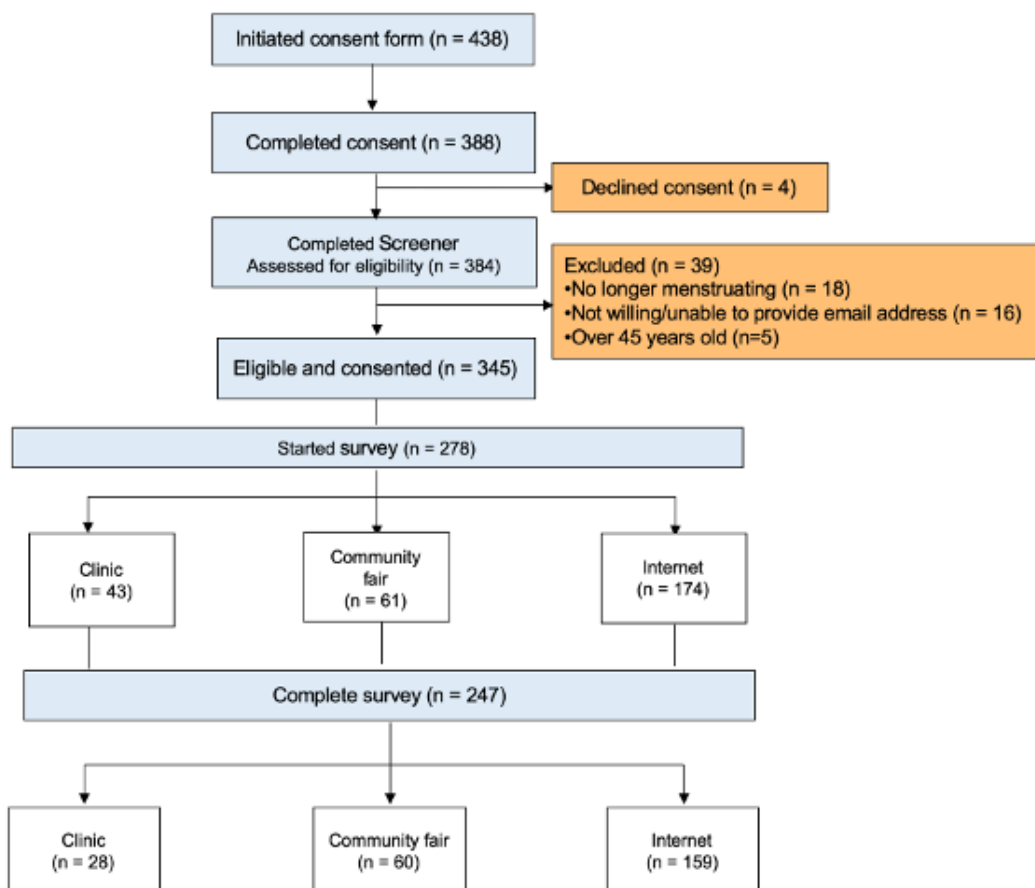 Initiated consent form (n = 438)
Completed consent (n = 388)
Declined consent (n = 4)
Completed Screener
Assessed for eligibility (n = 384)
Excluded (n = 39)
•No longer menstruating (n = 18)
•Not willing/unable to provide email address (n = 16)
•Over 45 years old (n=5)
Eligible and consented (n = 345)
Started survey (n = 278)
Clinic
(n = 43)
Community
fair
(n = 61)
Internet
(n = 174)
Complete survey (n = 247)
Clinic
(n = 28)
Community fair
(n = 60)
Internet
(n = 159)